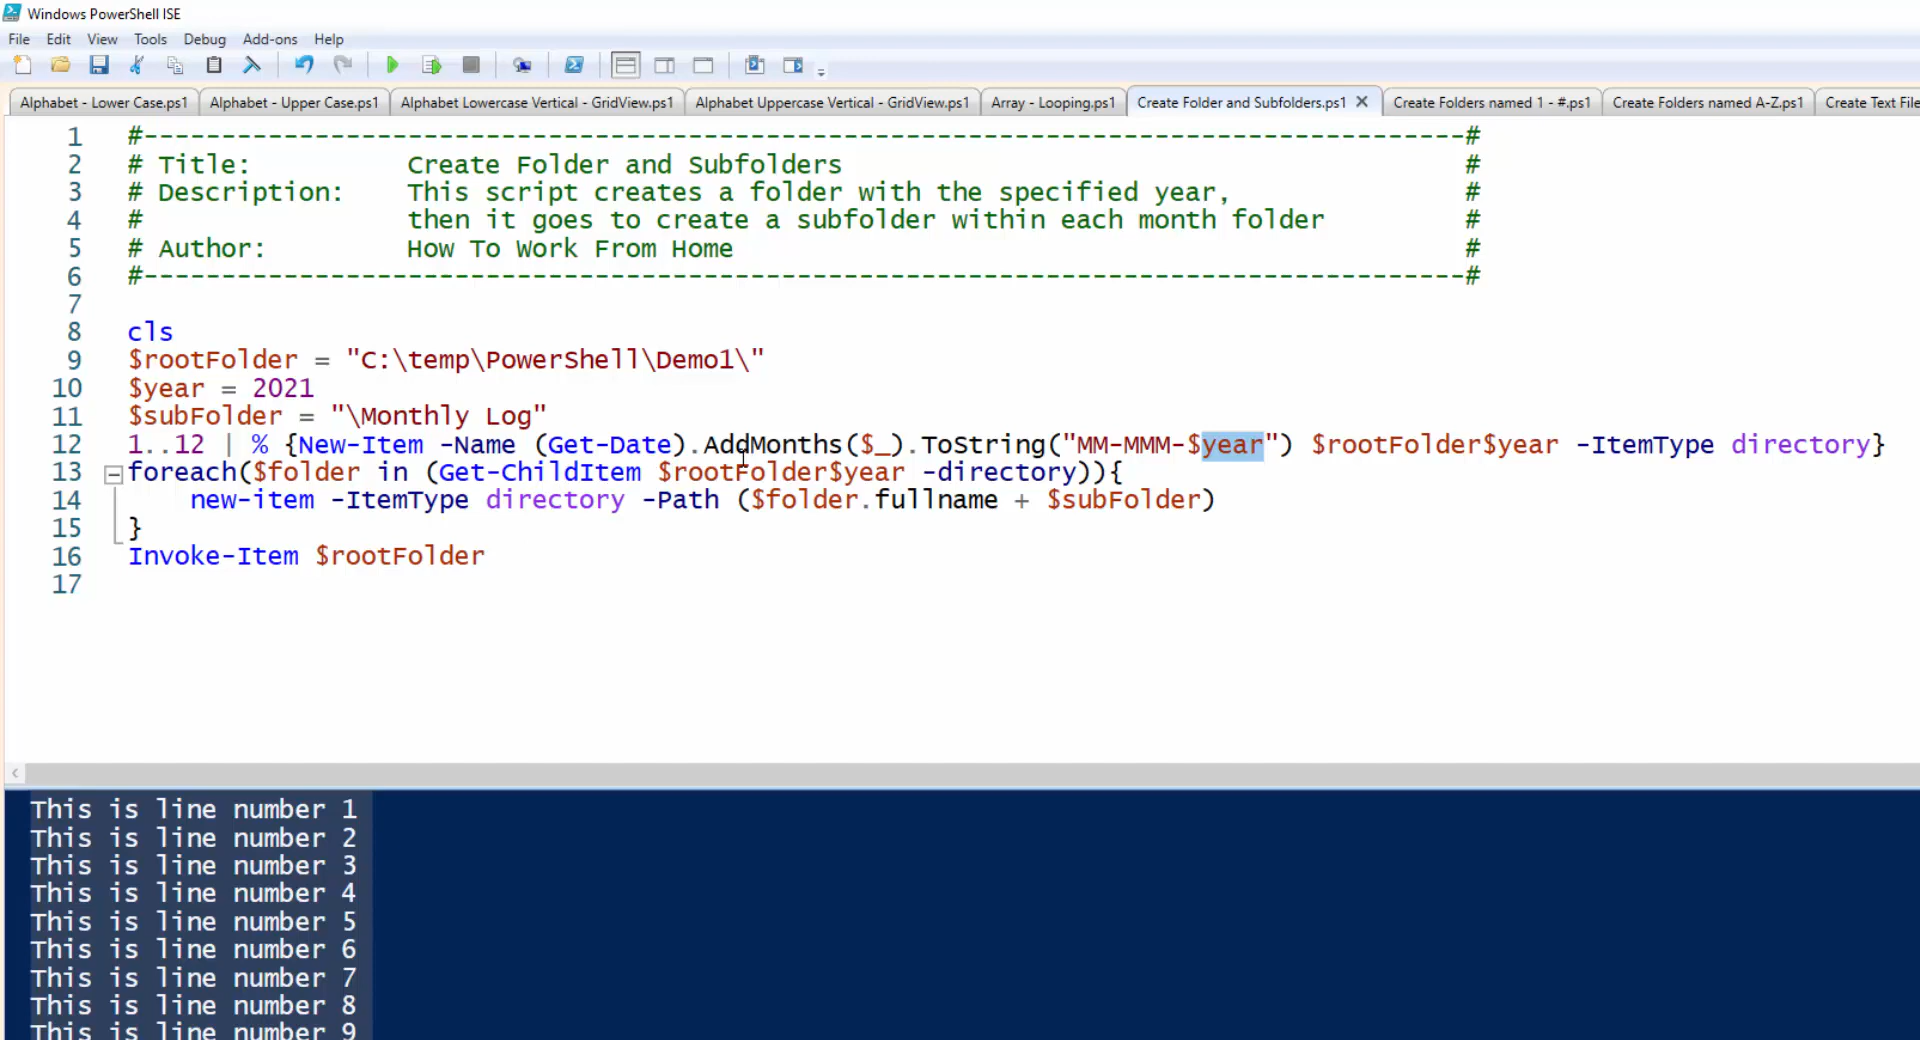 Windows PowerShell ISE
File Edit View Tools Debug Add-ons Help
Alphabet - Lower Case.ps1 Alphabet - Upper Case.ps1 Alphabet Lowercase Vertical - GridView.ps1 Alphabet Uppercase Vertical - GridView.ps1 Array - Looping.ps1 Create Folder and Subfolders.ps1 Create Folders named 1 - #.ps1 Create Folders named A-Z.ps1 Create Text File
1 #-------------------------------------------------------------------------------------#
2 # Title: Create Folder and Subfolders #
3 # Description: This script creates a folder with the specified year, #
4 # then it goes to create a subfolder within each month folder #
5 # Author: How To Work From Home #
6 #-------------------------------------------------------------------------------------#
7
8 cls
9 $rootFolder = "C:\temp\PowerShell\Demo1\"
10 $year = 2021
11 $subFolder = "\Monthly Log"
12 1..12 | % {New-Item -Name (Get-Date).AddMonths($_).ToString("MM-MMM-$year") $rootFolder$year -ItemType directory}
13 foreach($folder in (Get-ChildItem $rootFolder$year -directory)){
14 new-item -ItemType directory -Path ($folder.fullname + $subFolder)
15 }
16 Invoke-Item $rootFolder
17
This is line number 1
This is line number 2
This is line number 3
This is line number 4
This is line number 5
This is line number 6
This is line number 7
This is line number 8
This is line number 9